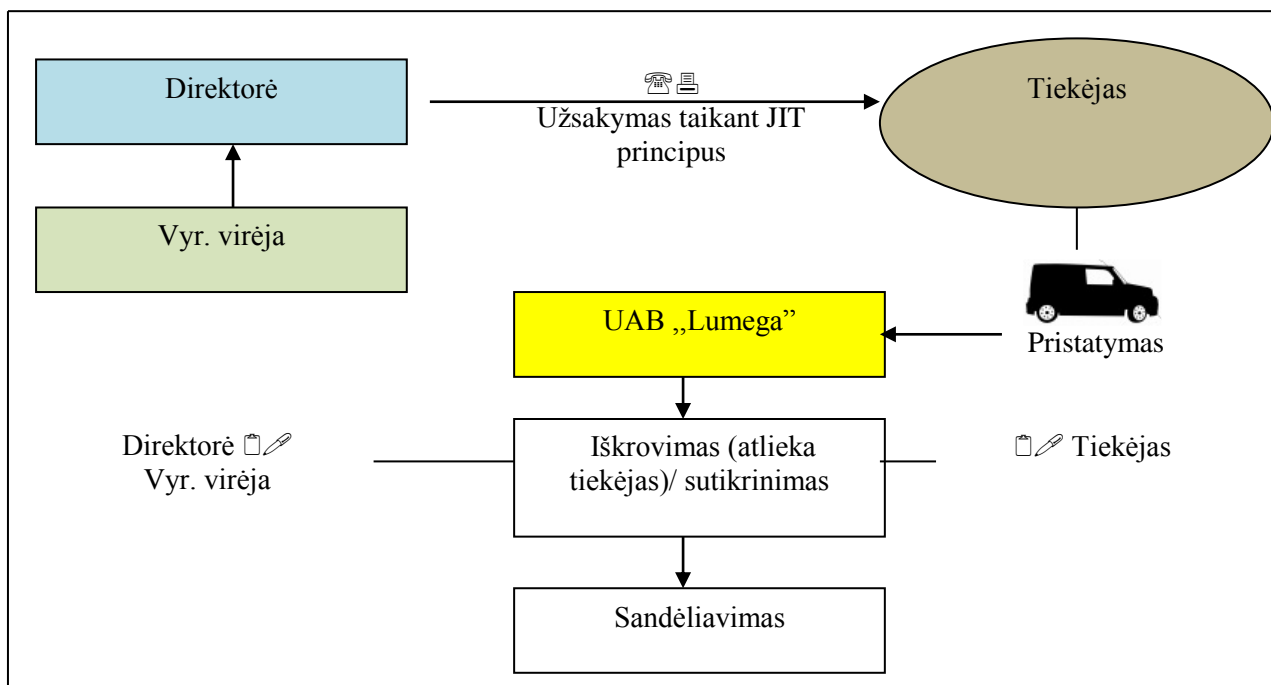 Direktorė
Užsakymas taikant JIT
principus
Tiekėjas
Vyr. virėja
UAB ,,Lumega”
Pristatymas
Direktorė
Vyr. virėja
Iškrovimas (atlieka
tiekėjas)/ sutikrinimas
Tiekėjas
Sandėliavimas